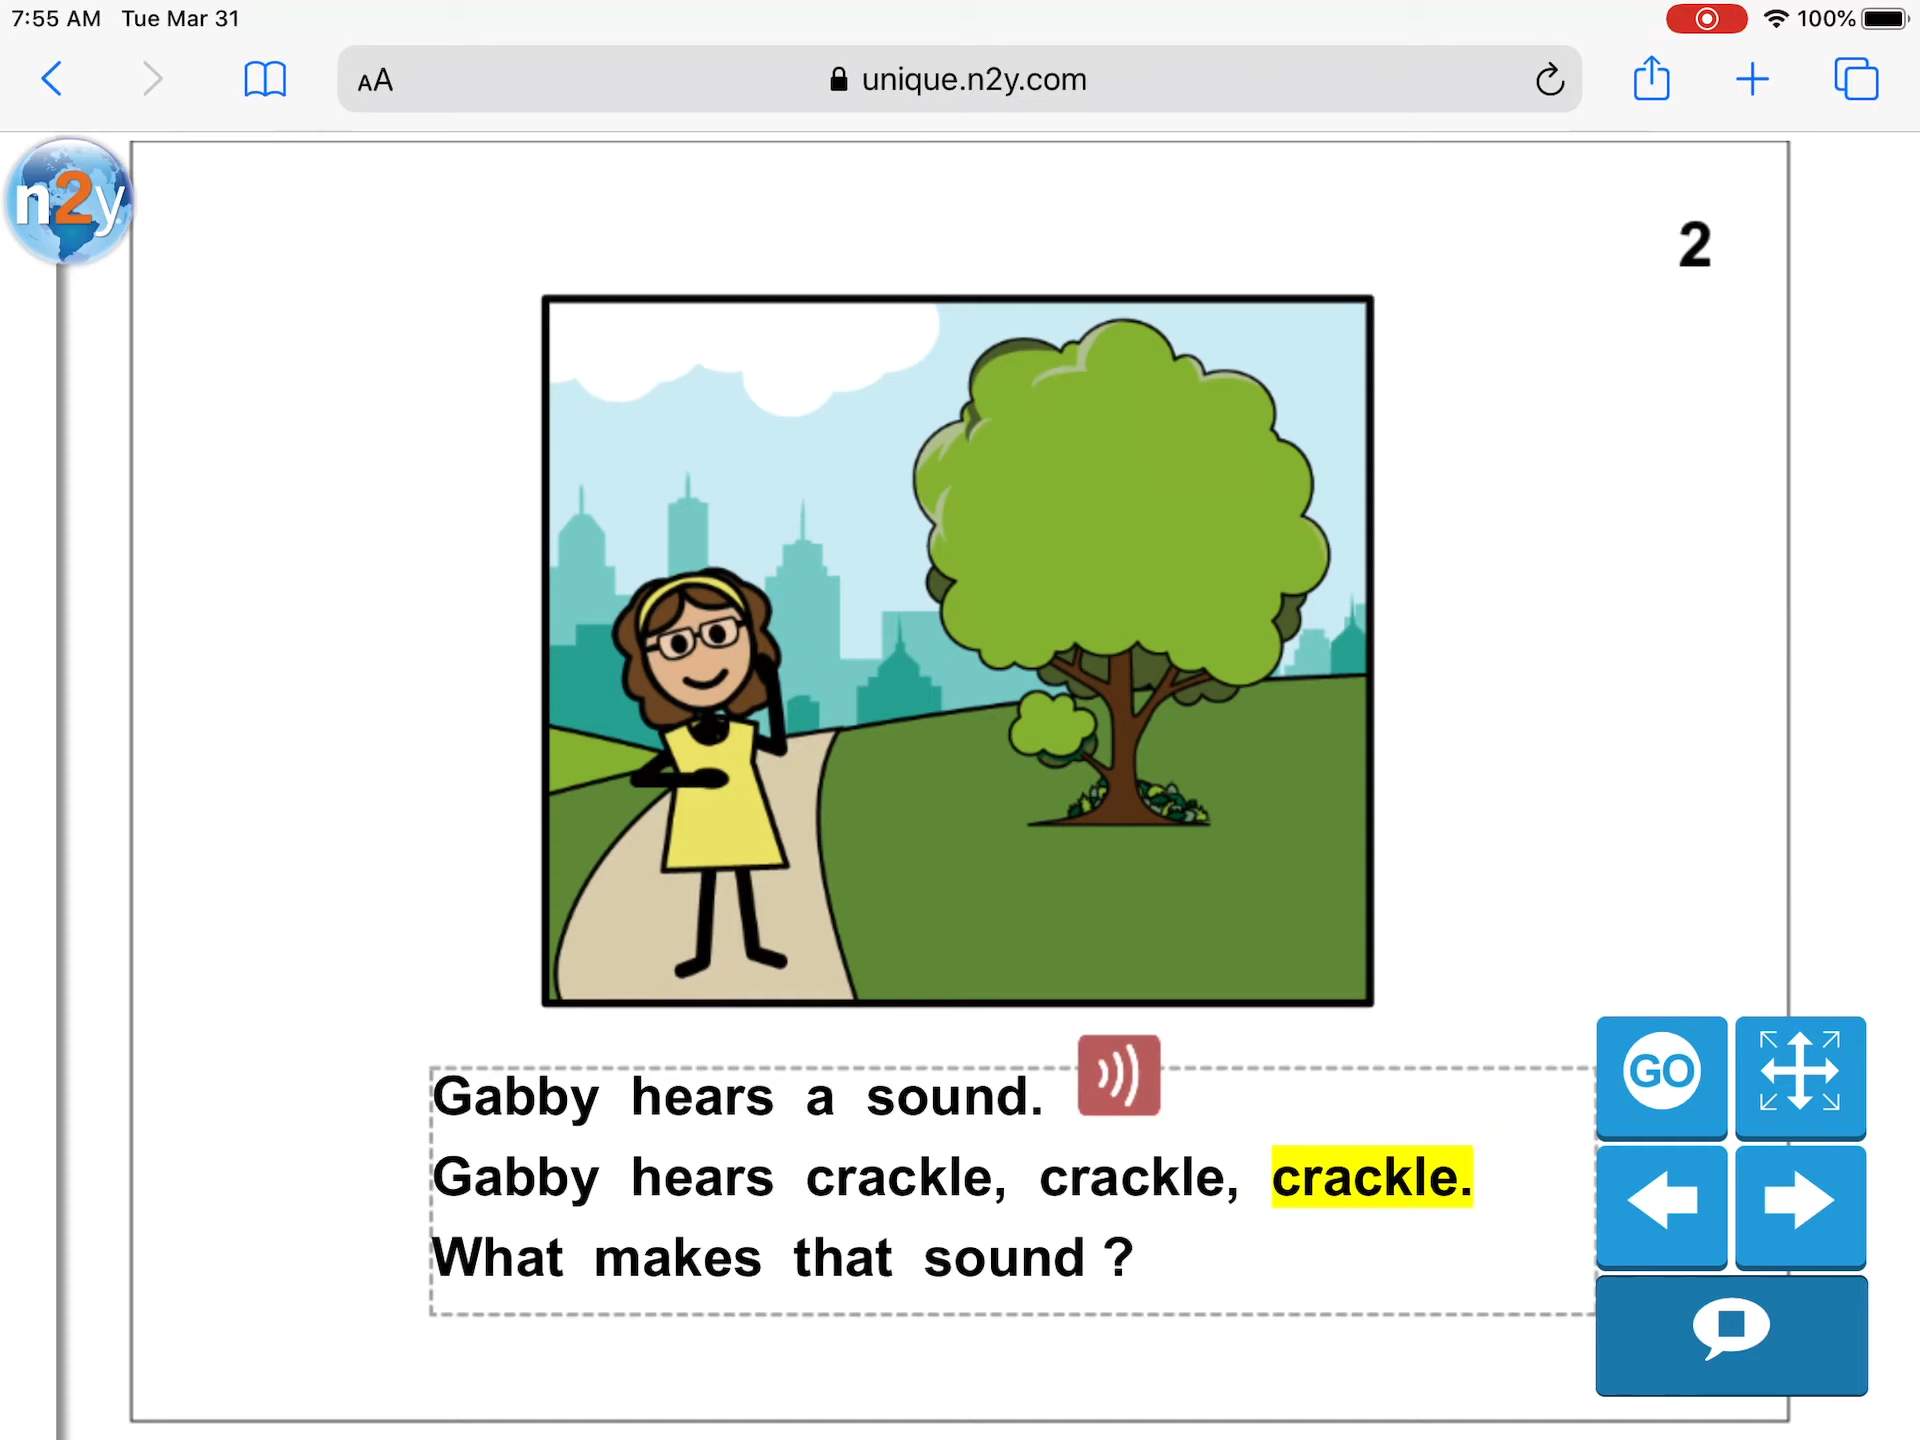 7:55 AM Tue Mar 31
100%
AA unique.n2y.com
n2y
2
Gabby hears a sound.
Gabby hears crackle, crackle, crackle.
What makes that sound ?
GO